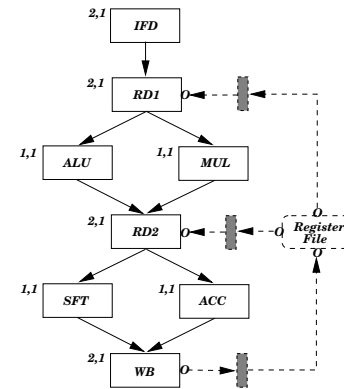 2,1
IFD
2,1
RD1
1,1
ALU
1,1
MUL
2,1
RD2
Register
File
1,1
SFT
1,1
ACC
2,1
WB